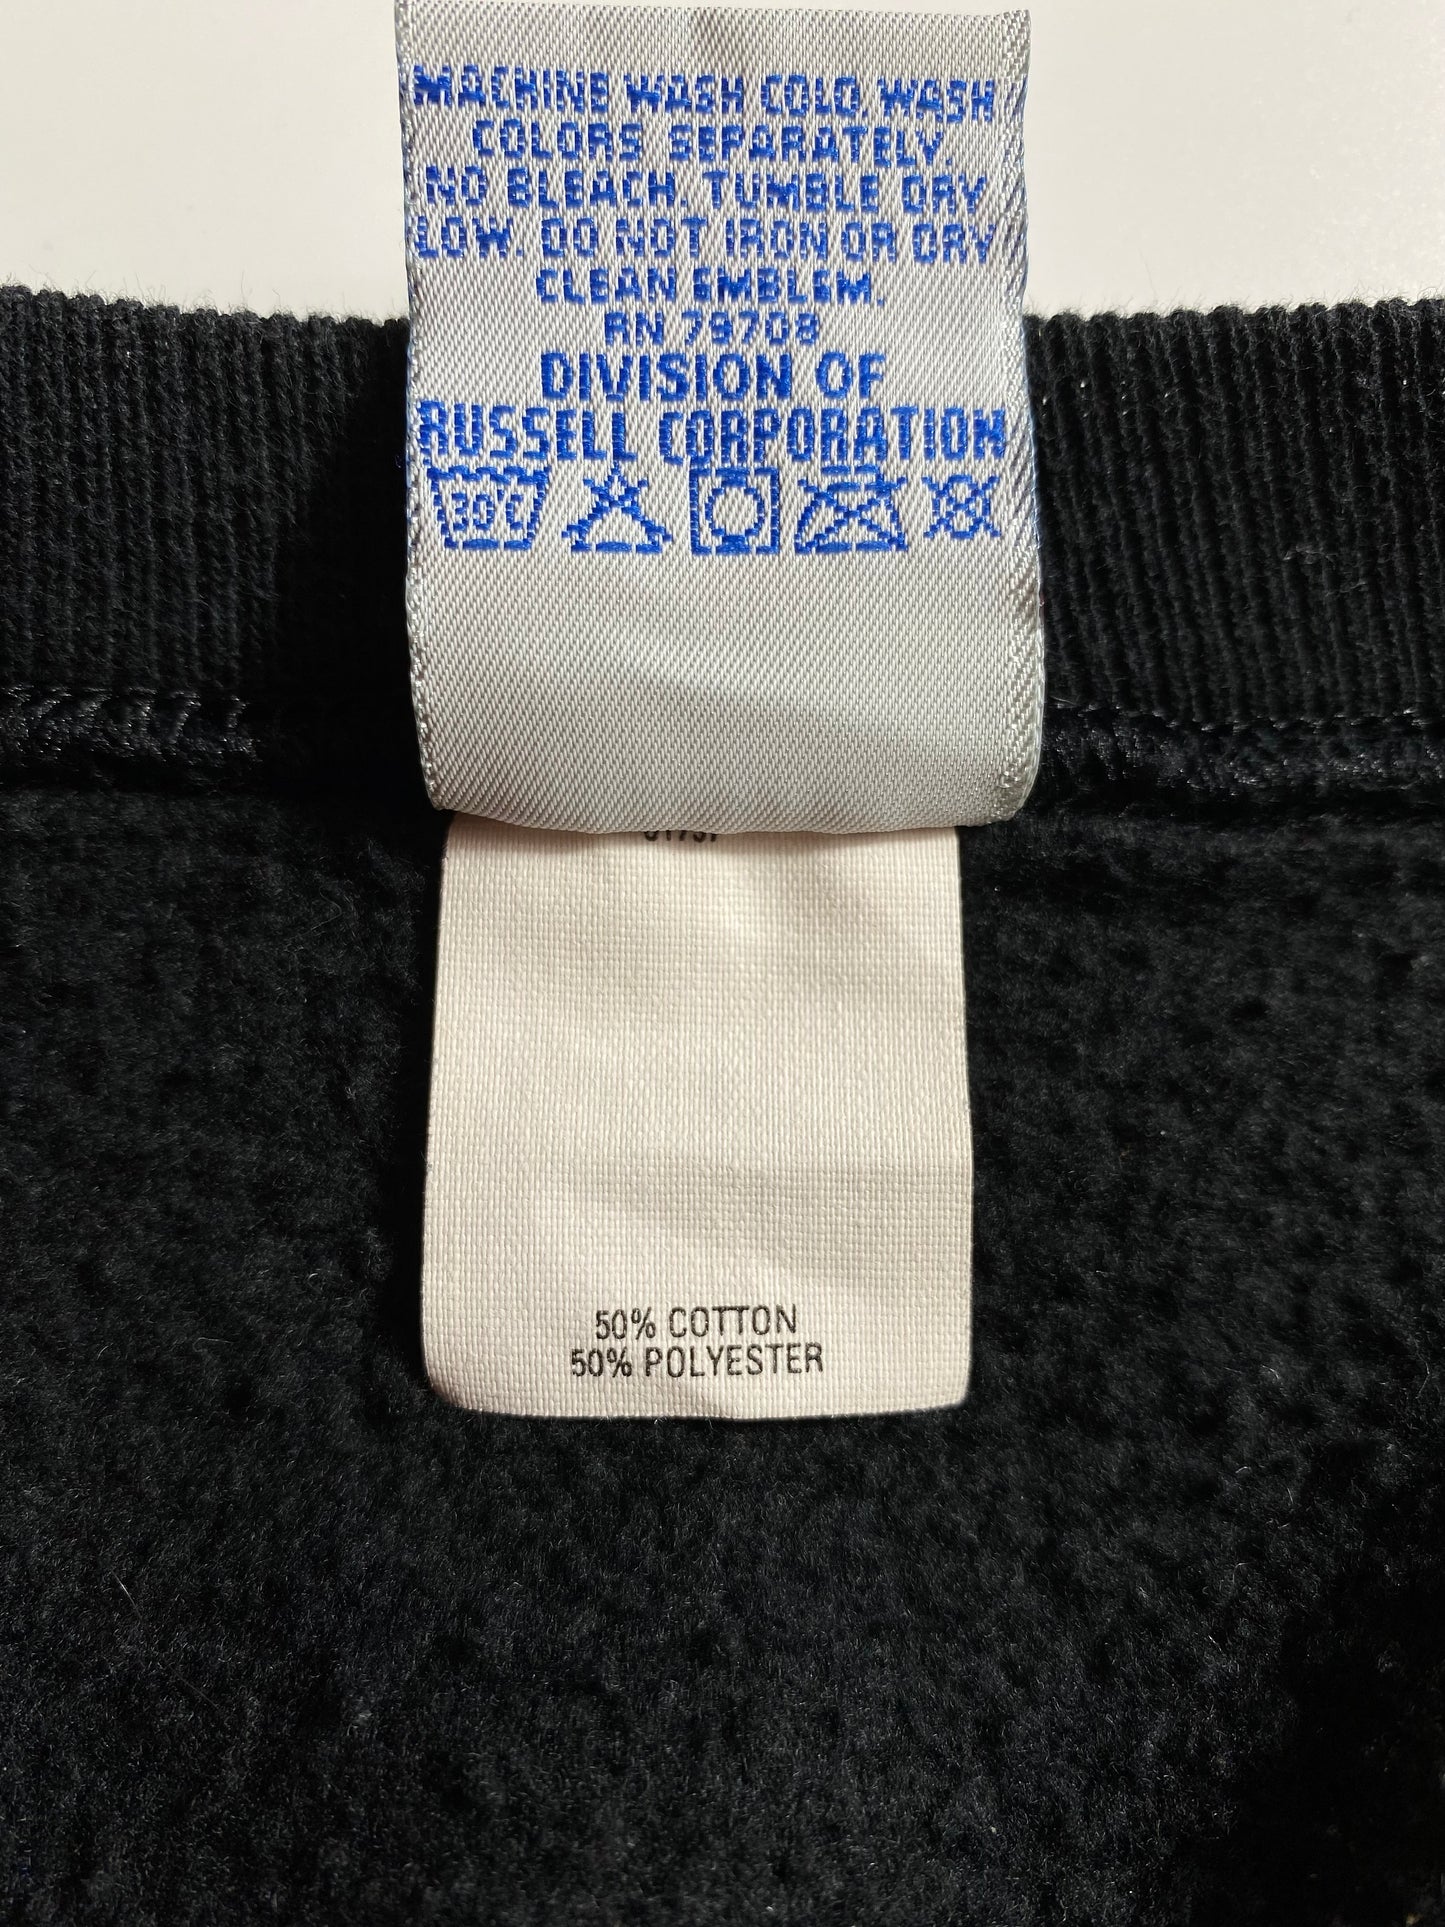 MACHINE WASH COLD. WASH
COLORS SEPARATELY.
NO BLEACH. TUMBLE DRY
LOW. DO NOT IRON OR DRY
CLEAN EMBLEM.
RN 79708
DIVISION OF
RUSSELL CORPORATION
30°C
50% COTTON
50% POLYESTER